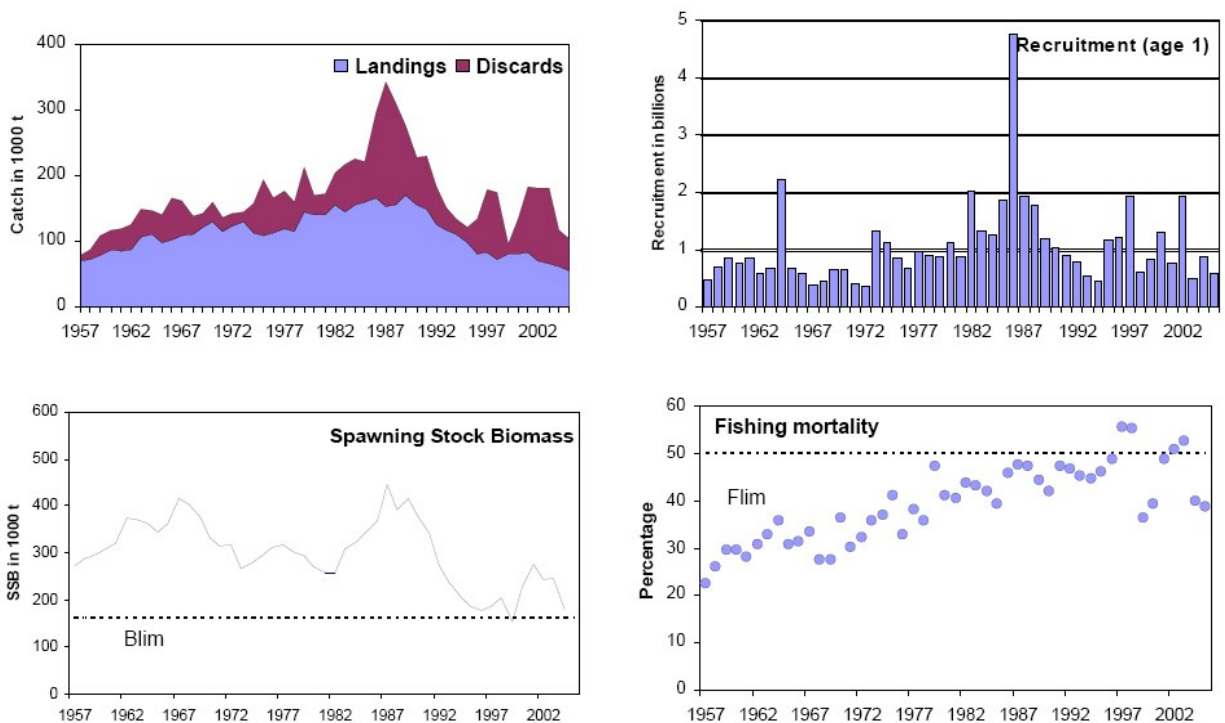 400
300
200
100
0
Catch in 1000 t
Landings Discards
1957 1962 1967 1972 1977 1982 1987 1992 1997 2002
5
4
3
2
1
0
Recruitment in billions
Recruitment (age 1)
1957 1962 1967 1972 1977 1982 1987 1992 1997 2002
600
500
400
300
200
100
0
SSB in 1000 t
Spawning Stock Biomass
Blim
1957 1962 1967 1972 1977 1982 1987 1992 1997 2002
60
50
40
30
20
10
0
Percentage
Fishing mortality
Flim
1957 1962 1967 1972 1977 1982 1987 1992 1997 2002